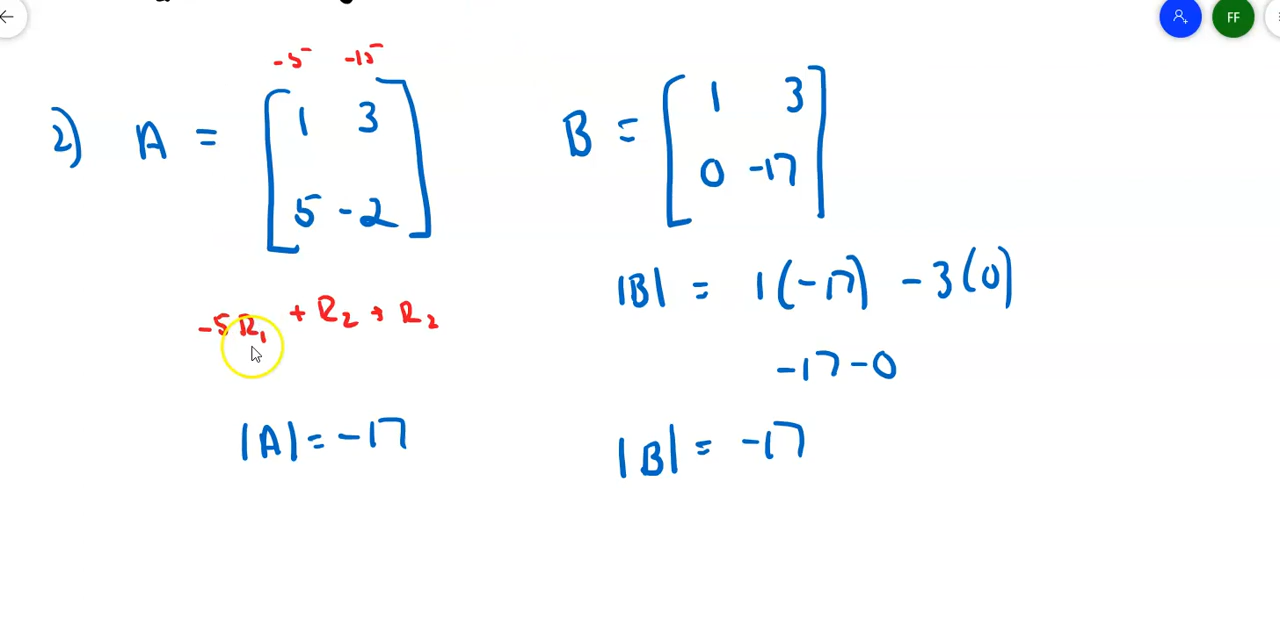 FF
-5 -15
2) A = [1 3
5 -2]
B = [1 3
0 -17]
-5R₁ + R₂ → R₂
|A| = -17
|B| = 1(-17) - 3(0)
-17 - 0
|B| = -17